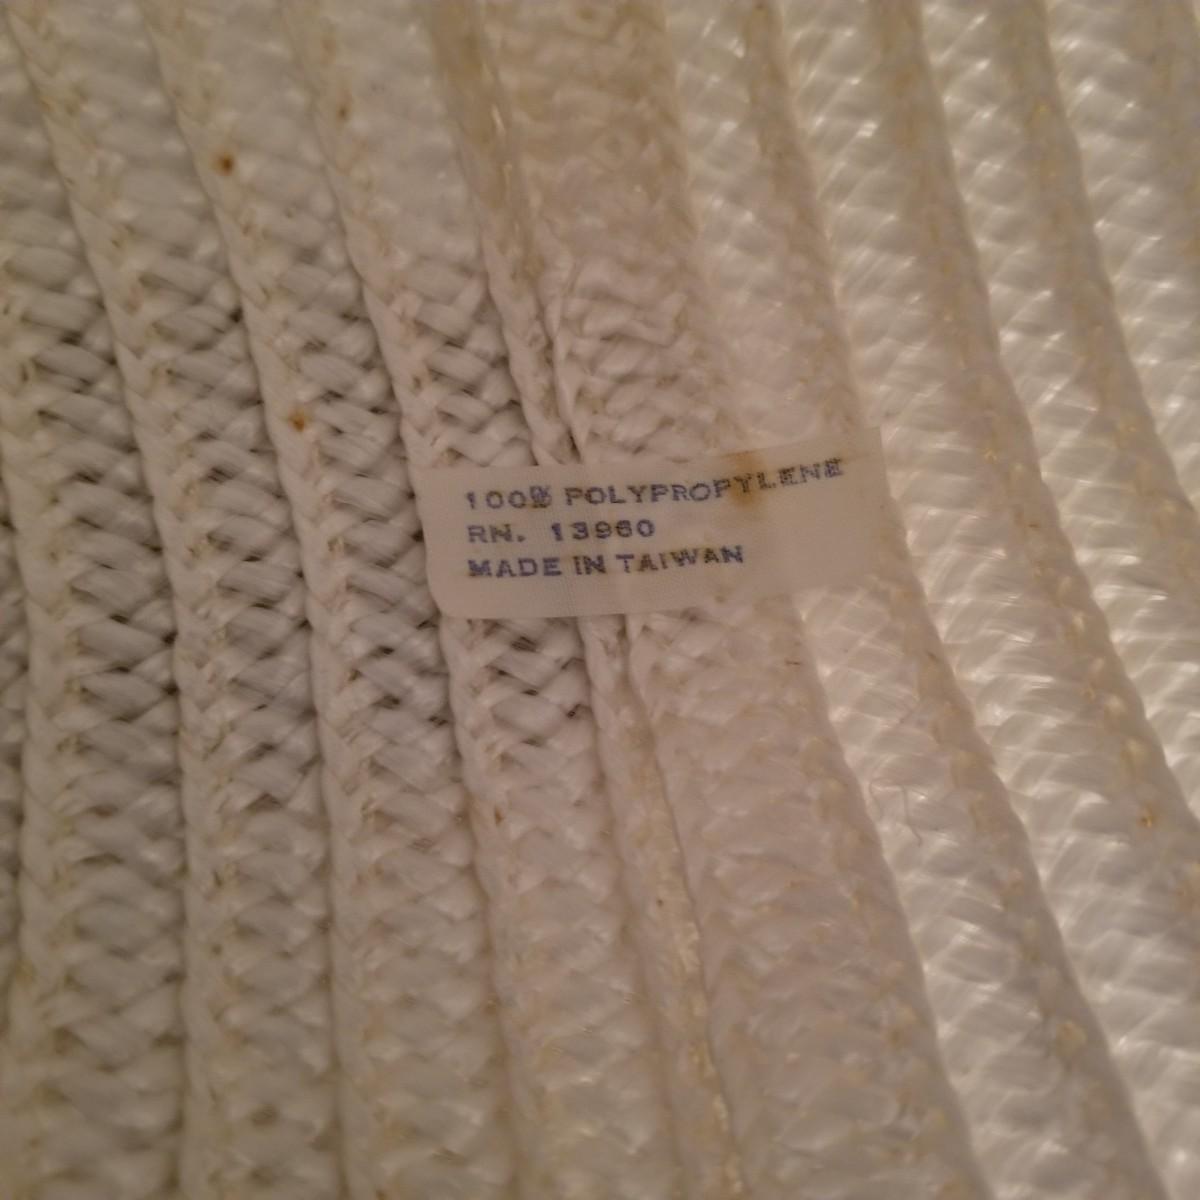 100% POLYPROPYLENE
RN. 13960
MADE IN TAIWAN